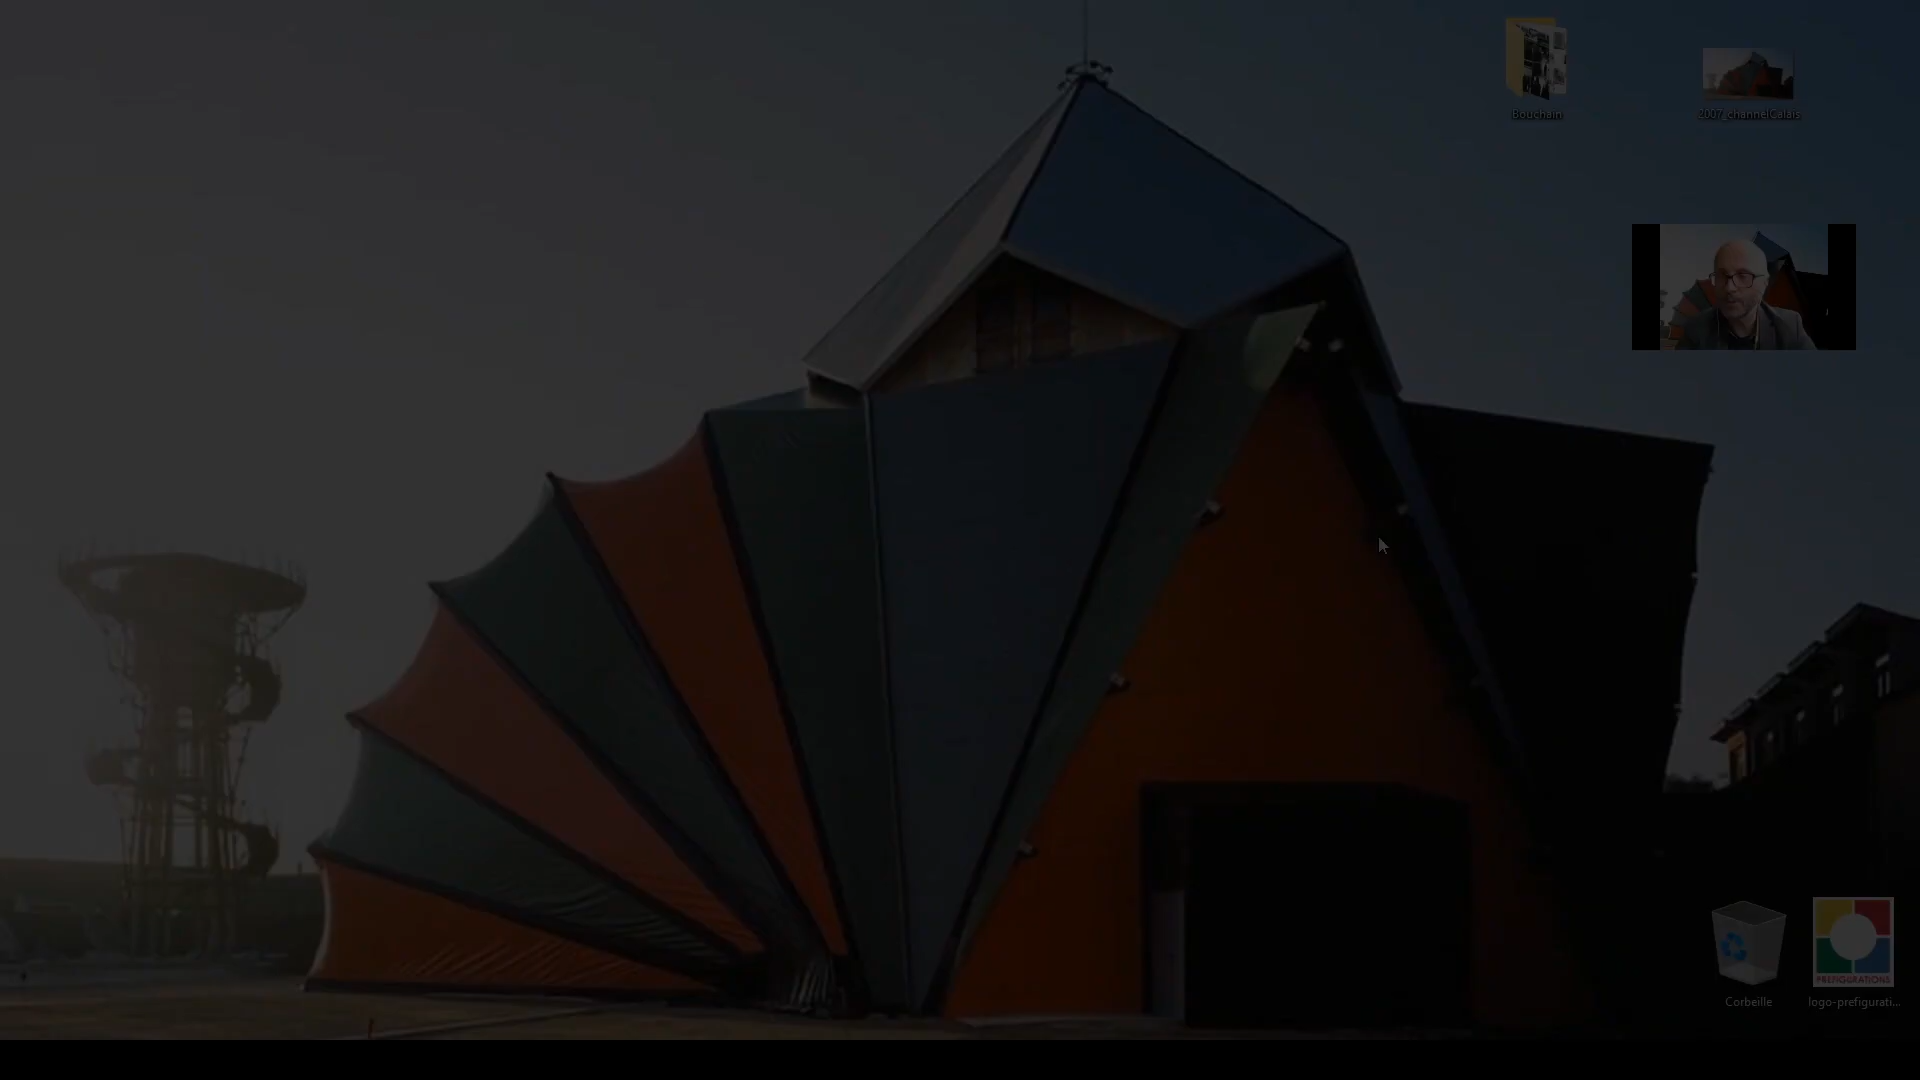 Bouchain
2007_channelCalais
PREFIGURATIONS
Corbeille
logo-prefigurati...